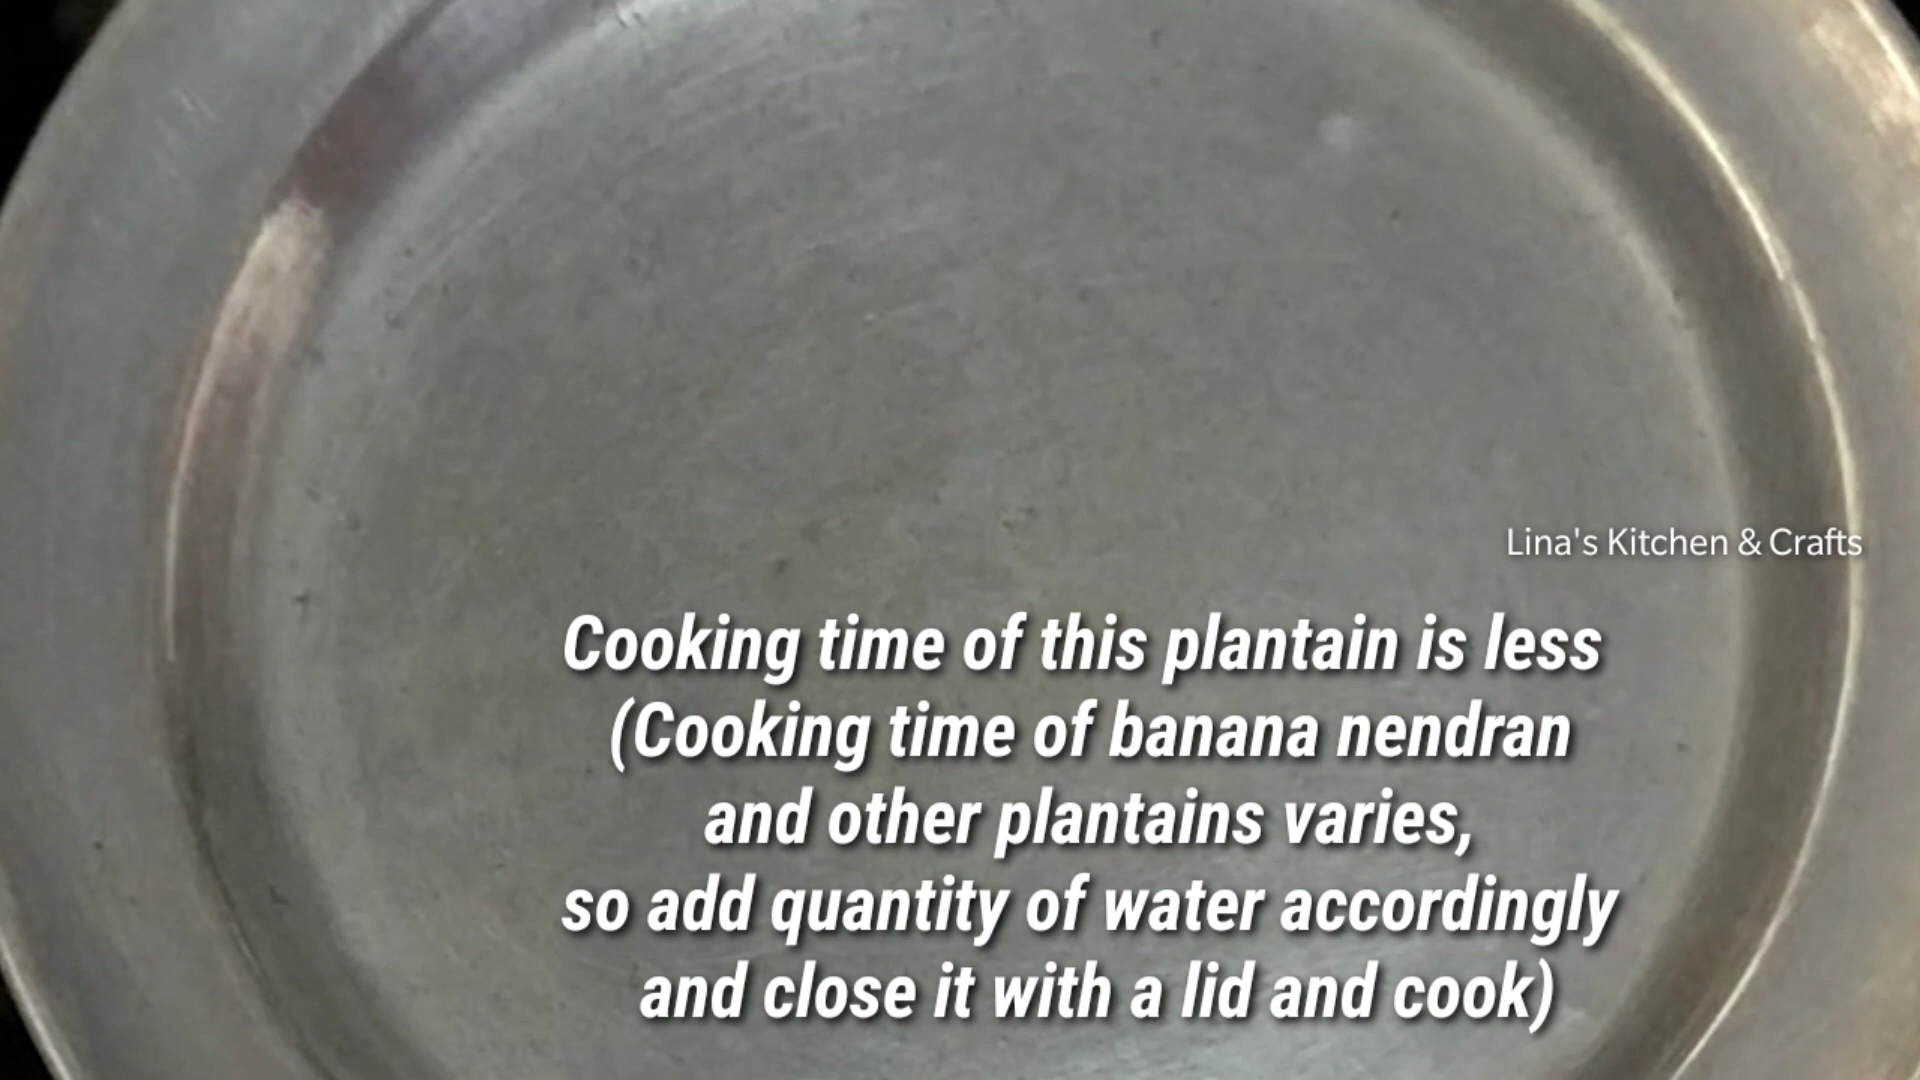 Lina's Kitchen & Crafts
Cooking time of this plantain is less
(Cooking time of banana nendran
and other plantains varies,
so add quantity of water accordingly
and close it with a lid and cook)